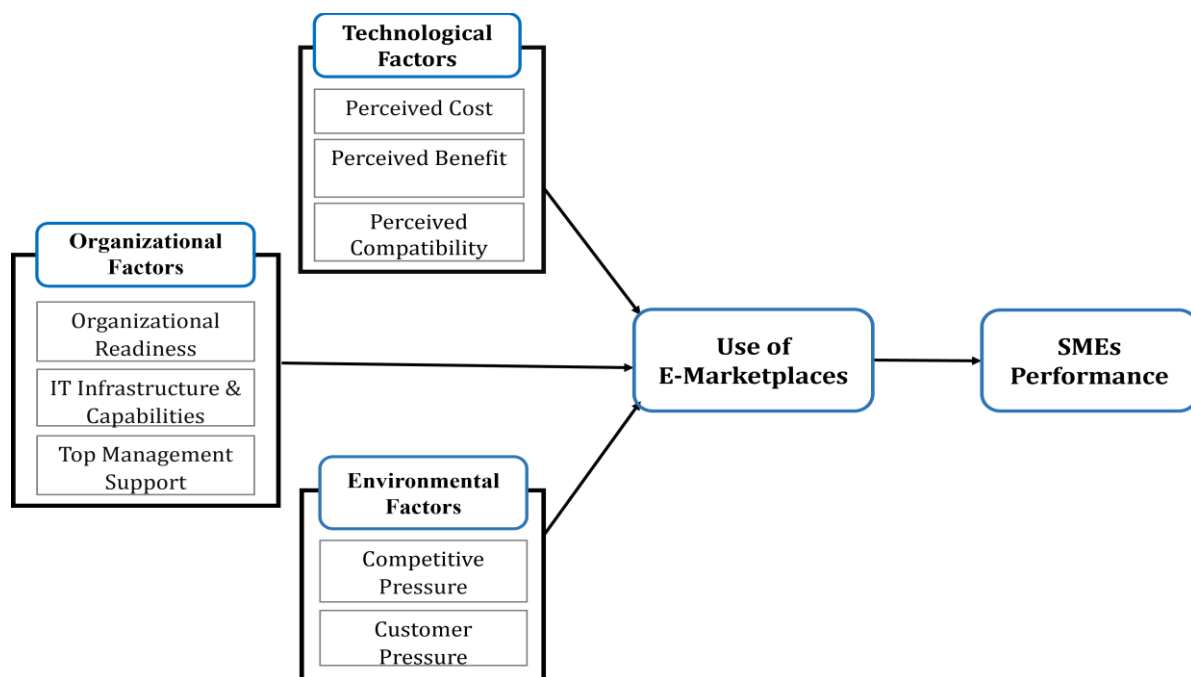 Technological
Factors
Perceived Cost
Perceived Benefit
Perceived
Compatibility
Organizational
Factors
Organizational
Readiness
IT Infrastructure &
Capabilities
Top Management
Support
Environmental
Factors
Competitive
Pressure
Customer
Pressure
Use of
E-Marketplaces
SMEs
Performance